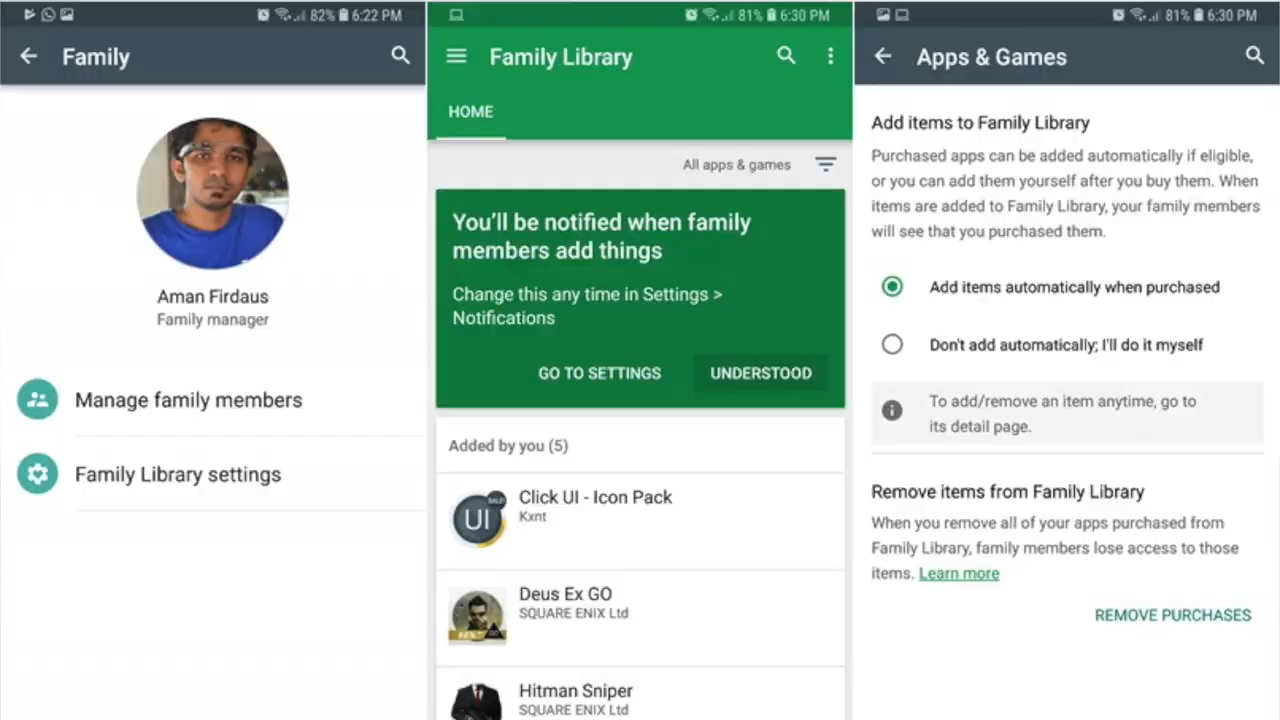 82% 6:22 PM
Family
Aman Firdaus
Family manager
Manage family members
Family Library settings
81% 6:30 PM
Family Library
HOME
All apps & games
You’ll be notified when family
members add things
Change this any time in Settings >
Notifications
GO TO SETTINGS UNDERSTOOD
Added by you (5)
UI
Click UI - Icon Pack
Kxnt
Deus Ex GO
SQUARE ENIX Ltd
Hitman Sniper
SQUARE ENIX Ltd
81% 6:30 PM
Apps & Games
Add items to Family Library
Purchased apps can be added automatically if eligible,
or you can add them yourself after you buy them. When
items are added to Family Library, your family members
will see that you purchased them.
Add items automatically when purchased
Don't add automatically; I'll do it myself
To add/remove an item anytime, go to
its detail page.
Remove items from Family Library
When you remove all of your apps purchased from
Family Library, family members lose access to those
items. Learn more
REMOVE PURCHASES